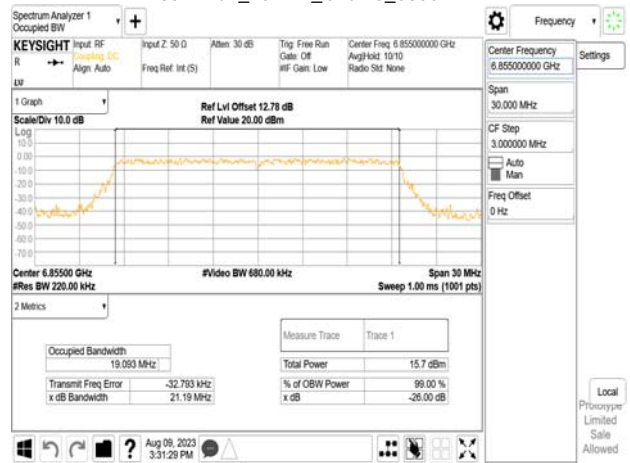 Spectrum Analyzer 1
Occupied BW
Frequency
KEYSIGHT
Input: RF
Coupling: DC
Align: Auto
Input Z: 50 Ω
Freq Ref: Int (S)
Atten: 30 dB
Trig: Free Run
Gate: Off
#IF Gain: Low
Center Freq: 6.855000000 GHz
Avg|Hold: 10/10
Radio Std: None
R
LXI
Center Frequency
6.855000000 GHz
Settings
Span
30.000 MHz
CF Step
3.000000 MHz
Auto
Man
Freq Offset
0 Hz
1 Graph
Scale/Div 10.0 dB
Ref Lvl Offset 12.78 dB
Ref Value 20.00 dBm
Log
10.0
0.00
-10.0
-20.0
-30.0
-40.0
-50.0
-60.0
-70.0
Center 6.85500 GHz
#Video BW 680.00 kHz
Span 30 MHz
#Res BW 220.00 kHz
Sweep 1.00 ms (1001 pts)
2 Metrics
Measure Trace
Trace 1
Occupied Bandwidth
19.093 MHz
Total Power
15.7 dBm
Transmit Freq Error
-32.793 kHz
% of OBW Power
99.00 %
x dB Bandwidth
21.19 MHz
x dB
-26.00 dB
Local
Prototype
Limited
Sale
Allowed
Aug 09, 2023
3:31:29 PM